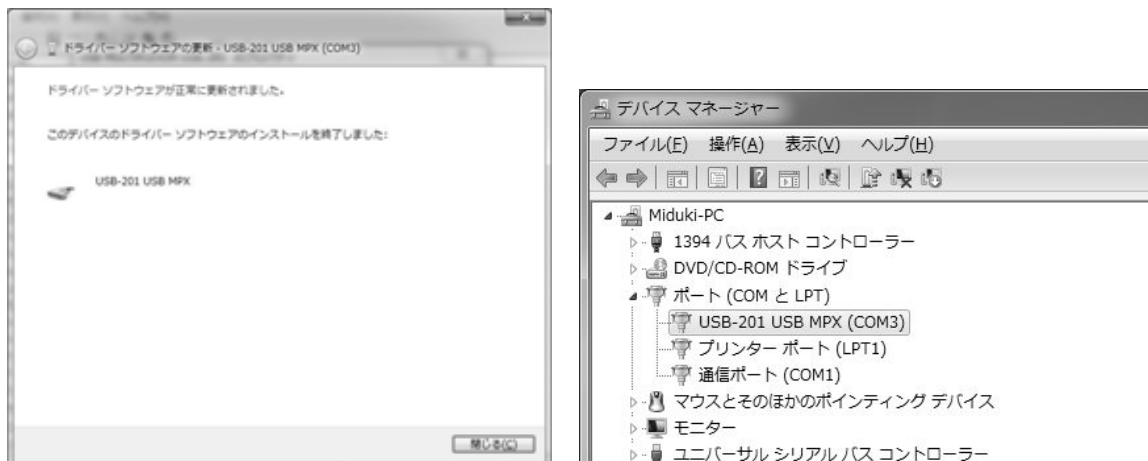 ドライバー ソフトウェアの更新 - USB-201 USB MPX (COM3)
ドライバー ソフトウェアが正常に更新されました。
このデバイスのドライバー ソフトウェアのインストールを終了しました:
USB-201 USB MPX
閉じる(C)
デバイス マネージャー
ファイル(F) 操作(A) 表示(V) ヘルプ(H)
Miduki-PC
1394 バス ホスト コントローラー
DVD/CD-ROM ドライブ
ポート (COM と LPT)
USB-201 USB MPX (COM3)
プリンター ポート (LPT1)
通信ポート (COM1)
マウスとそのほかのポインティング デバイス
モニター
ユニバーサル シリアル バス コントローラー